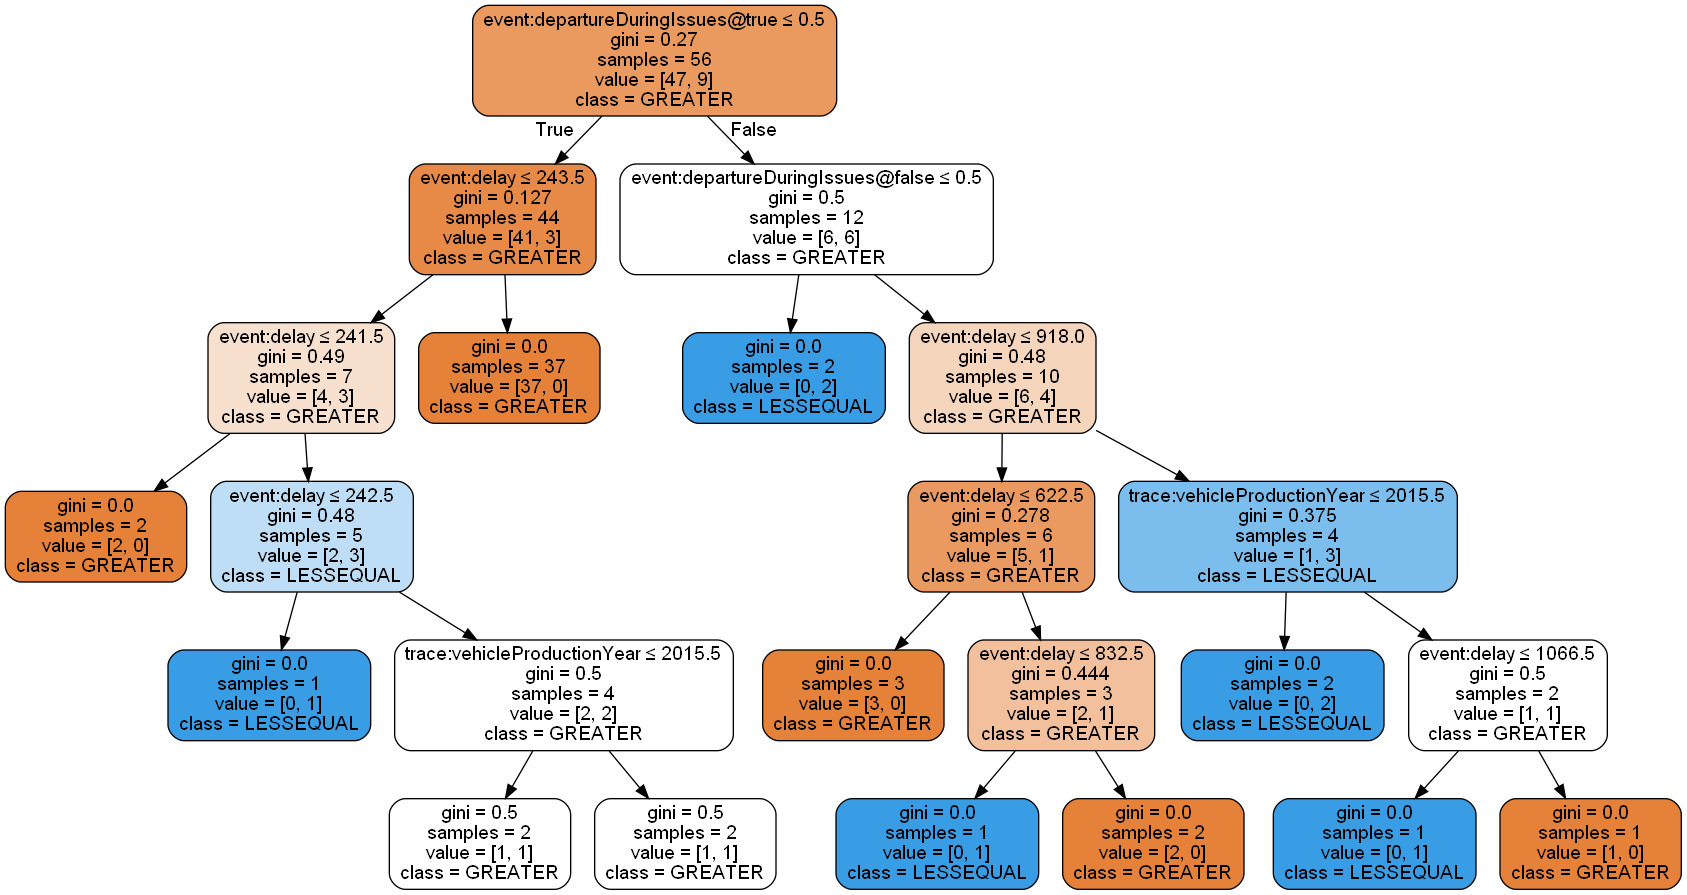 event:departureDuringIssues@true ≤ 0.5
gini = 0.27
samples = 56
value = [47, 9]
class = GREATER
True
False
event:delay ≤ 243.5
gini = 0.127
samples = 44
value = [41, 3]
class = GREATER
event:departureDuringIssues@false ≤ 0.5
gini = 0.5
samples = 12
value = [6, 6]
class = GREATER
event:delay ≤ 241.5
gini = 0.49
samples = 7
value = [4, 3]
class = GREATER
gini = 0.0
samples = 37
value = [37, 0]
class = GREATER
gini = 0.0
samples = 2
value = [0, 2]
class = LESSEQUAL
event:delay ≤ 918.0
gini = 0.48
samples = 10
value = [6, 4]
class = GREATER
gini = 0.0
samples = 2
value = [2, 0]
class = GREATER
event:delay ≤ 242.5
gini = 0.48
samples = 5
value = [2, 3]
class = LESSEQUAL
event:delay ≤ 622.5
gini = 0.278
samples = 6
value = [5, 1]
class = GREATER
trace:vehicleProductionYear ≤ 2015.5
gini = 0.375
samples = 4
value = [1, 3]
class = LESSEQUAL
gini = 0.0
samples = 1
value = [0, 1]
class = LESSEQUAL
trace:vehicleProductionYear ≤ 2015.5
gini = 0.5
samples = 4
value = [2, 2]
class = GREATER
gini = 0.0
samples = 3
value = [3, 0]
class = GREATER
event:delay ≤ 832.5
gini = 0.444
samples = 3
value = [2, 1]
class = GREATER
gini = 0.0
samples = 2
value = [0, 2]
class = LESSEQUAL
event:delay ≤ 1066.5
gini = 0.5
samples = 2
value = [1, 1]
class = GREATER
gini = 0.5
samples = 2
value = [1, 1]
class = GREATER
gini = 0.5
samples = 2
value = [1, 1]
class = GREATER
gini = 0.0
samples = 1
value = [0, 1]
class = LESSEQUAL
gini = 0.0
samples = 2
value = [2, 0]
class = GREATER
gini = 0.0
samples = 1
value = [0, 1]
class = LESSEQUAL
gini = 0.0
samples = 1
value = [1, 0]
class = GREATER